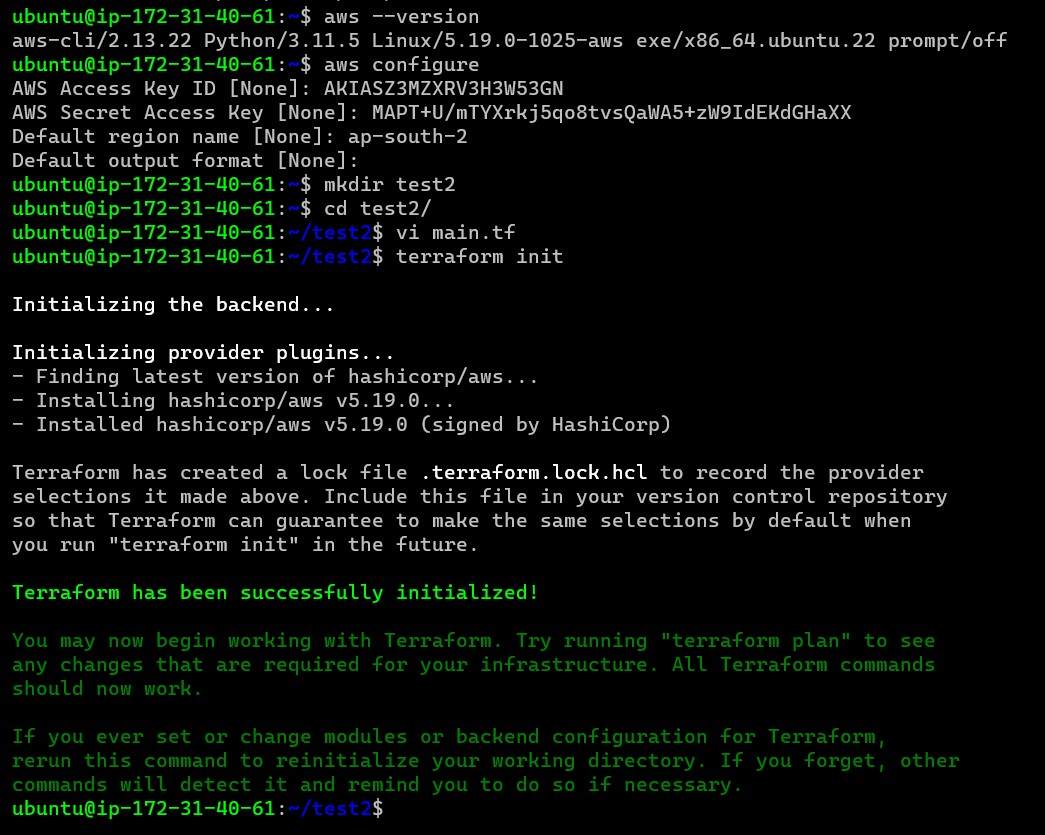 ubuntu@ip-172-31-40-61:~$ aws --version
aws-cli/2.13.22 Python/3.11.5 Linux/5.19.0-1025-aws exe/x86_64.ubuntu.22 prompt/off
ubuntu@ip-172-31-40-61:~$ aws configure
AWS Access Key ID [None]: AKIASZ3MZXRV3H3W53GN
AWS Secret Access Key [None]: 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
Default region name [None]: ap-south-2
Default output format [None]:
ubuntu@ip-172-31-40-61:~$ mkdir test2
ubuntu@ip-172-31-40-61:~$ cd test2/
ubuntu@ip-172-31-40-61:~/test2$ vi main.tf
ubuntu@ip-172-31-40-61:~/test2$ terraform init
Initializing the backend...
Initializing provider plugins...
- Finding latest version of hashicorp/aws...
- Installing hashicorp/aws v5.19.0...
- Installed hashicorp/aws v5.19.0 (signed by HashiCorp)
Terraform has created a lock file .terraform.lock.hcl to record the provider
selections it made above. Include this file in your version control repository
so that Terraform can guarantee to make the same selections by default when
you run "terraform init" in the future.
Terraform has been successfully initialized!
You may now begin working with Terraform. Try running "terraform plan" to see
any changes that are required for your infrastructure. All Terraform commands
should now work.
If you ever set or change modules or backend configuration for Terraform,
rerun this command to reinitialize your working directory. If you forget, other
commands will detect it and remind you to do so if necessary.
ubuntu@ip-172-31-40-61:~/test2$